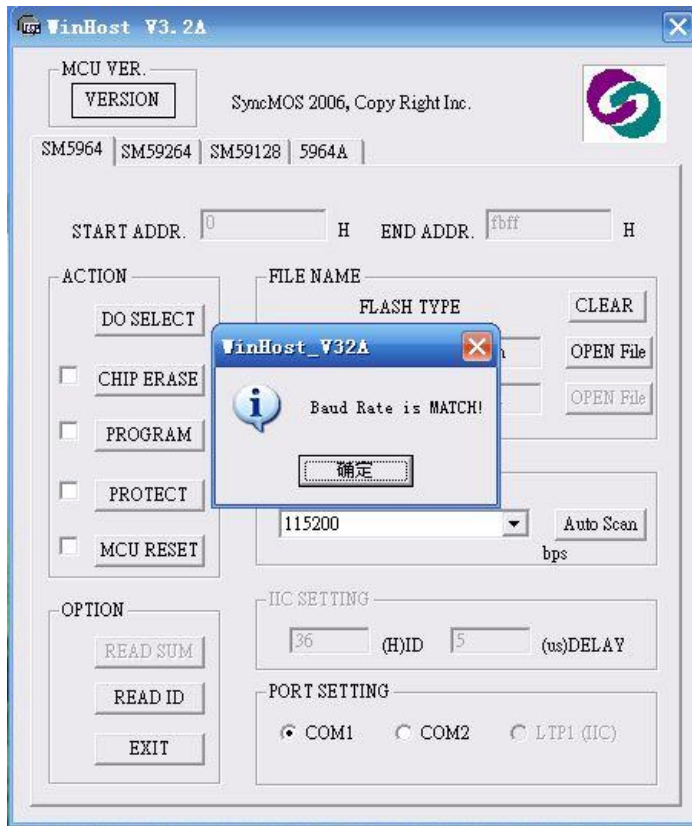 WinHost V3.2A
MCU VER.
VERSION
SyncMOS 2006, Copy Right Inc.
SM5964 SM59264 SM59128 5964A
START ADDR. 0 H END ADDR. fbff H
ACTION
FILE NAME
DO SELECT
FLASH TYPE
CLEAR
WinHost_V32A
OPEN File
CHIP ERASE
Baud Rate is MATCH!
OPEN File
PROGRAM
确定
PROTECT
115200
Auto Scan
MCU RESET
bps
OPTION
IIC SETTING
READ SUM
36 (H)ID 5 (us)DELAY
READ ID
PORT SETTING
COM1 COM2 LTP1 (IIC)
EXIT